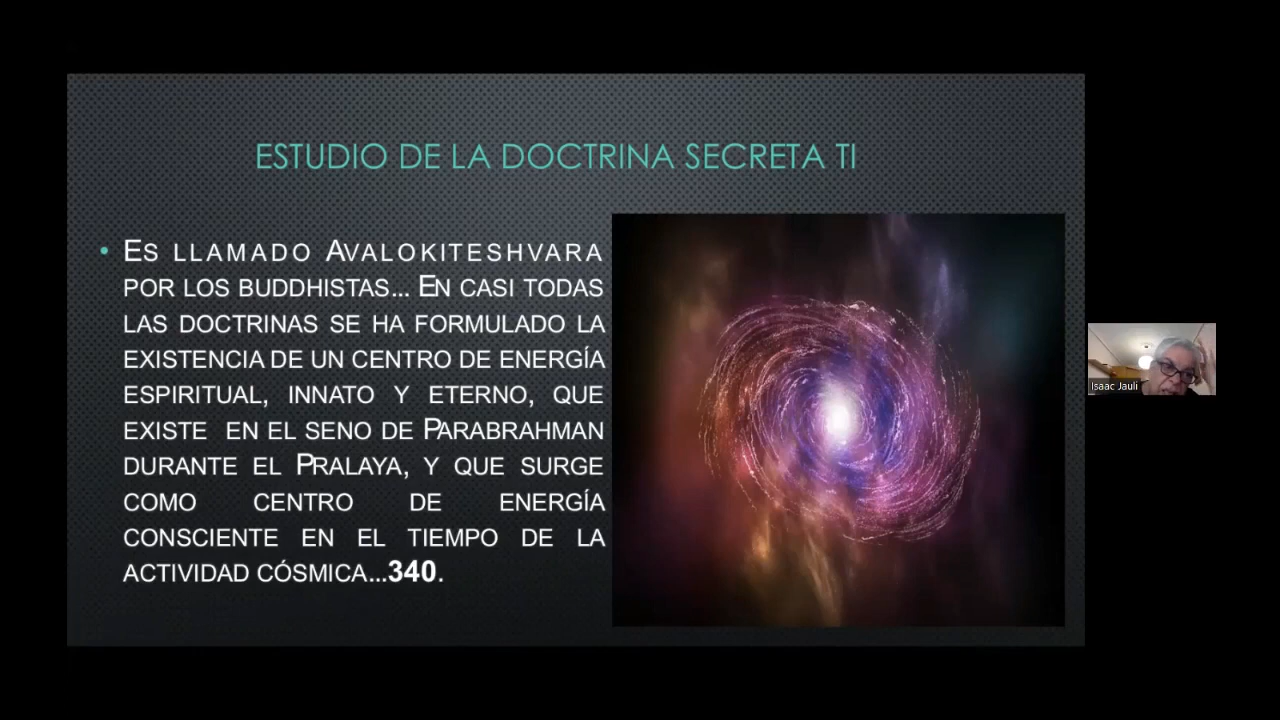 ESTUDIO DE LA DOCTRINA SECRETA TI
• ES LLAMADO AVALOKITESHVARA
POR LOS BUDDHISTAS... EN CASI TODAS
LAS DOCTRINAS SE HA FORMULADO LA
EXISTENCIA DE UN CENTRO DE ENERGÍA
ESPIRITUAL, INNATO Y ETERNO, QUE
EXISTE EN EL SENO DE PARABRAHMAN
DURANTE EL PRALAYA, Y QUE SURGE
COMO CENTRO DE ENERGÍA
CONSCIENTE EN EL TIEMPO DE LA
ACTIVIDAD CÓSMICA...340.
Isaac Jauli